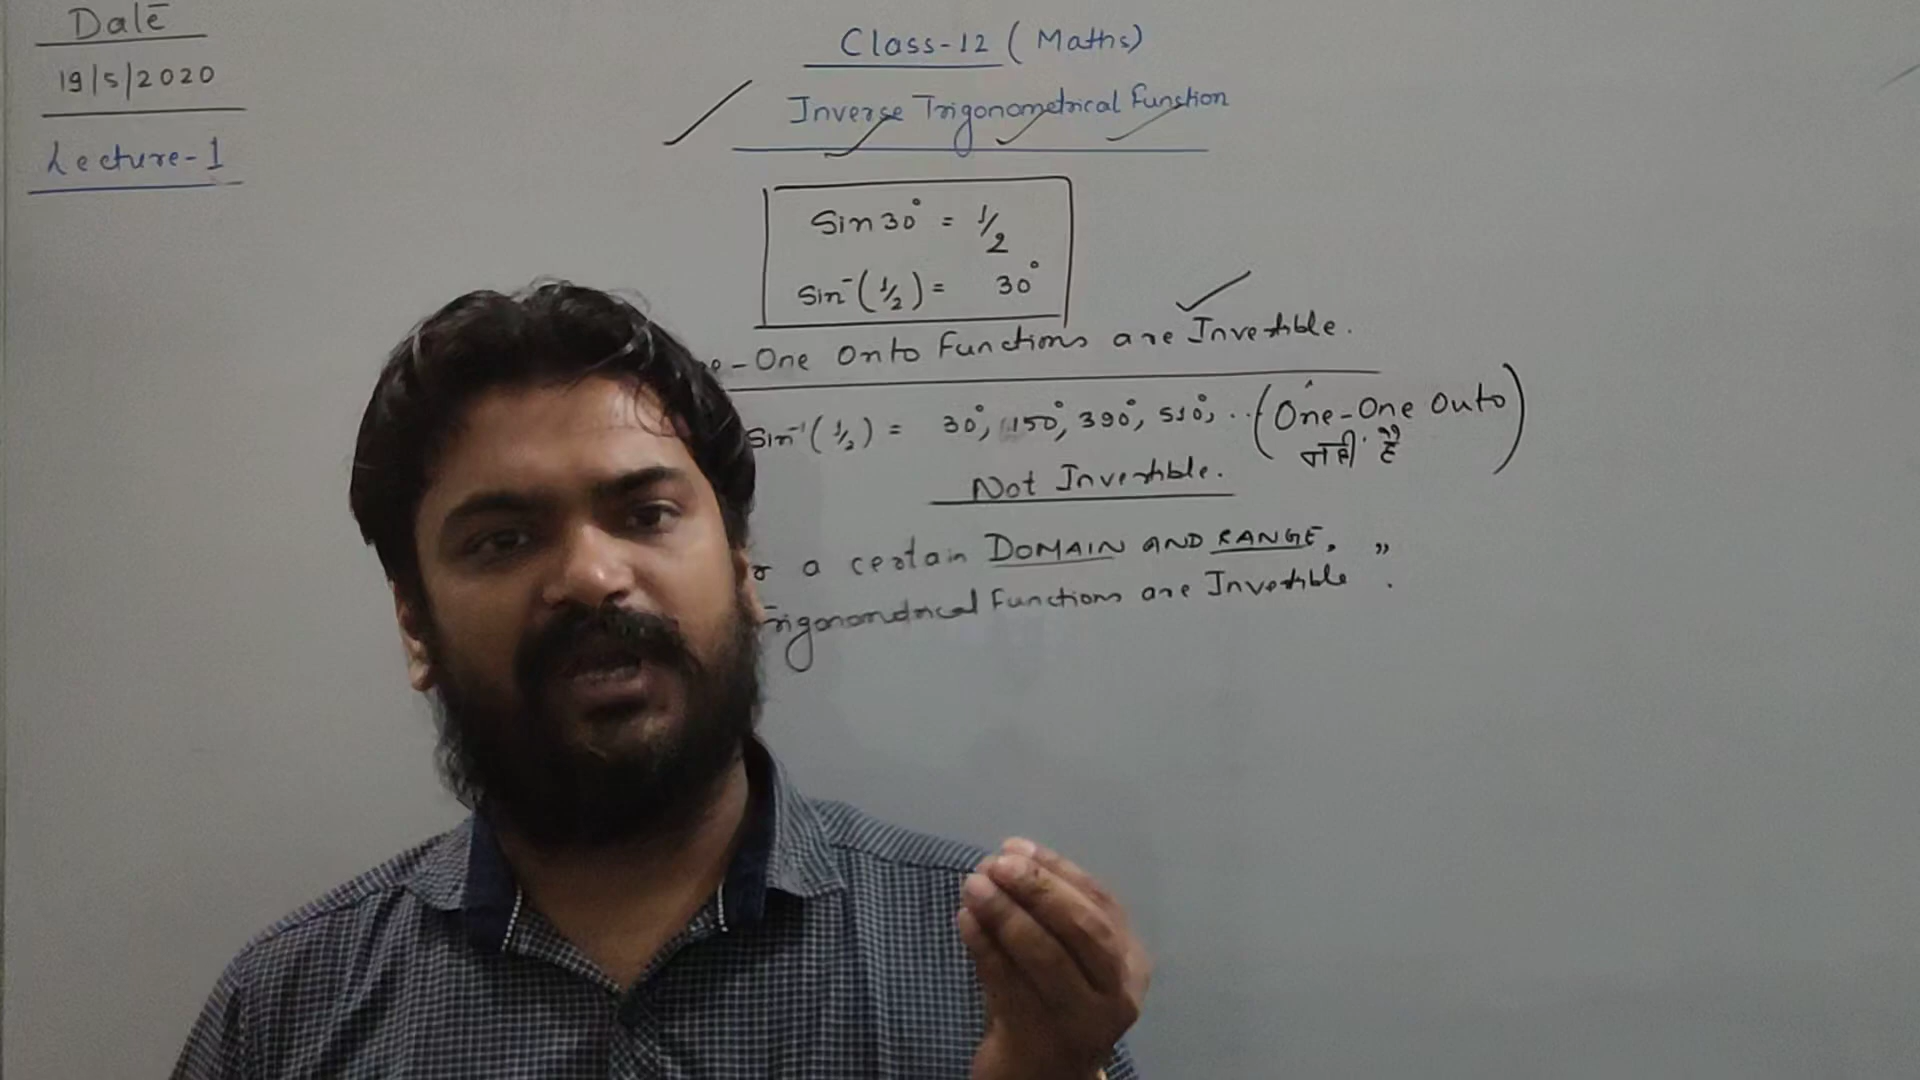 Date
19/5/2020
Lecture-1
Class-12 (Maths)
Inverse Trigonometrical Function
Sin 30° = 1/2
Sin⁻(1/2) = 30°
-One Onto Functions are Invertible.
Sin⁻¹(1/2) = 30°, 150°, 390°, 510°, .. (One-One Onto
नही है)
Not Invertible.
a certain DOMAIN AND RANGE, ”
Trigonometrical Functions are Invertible .